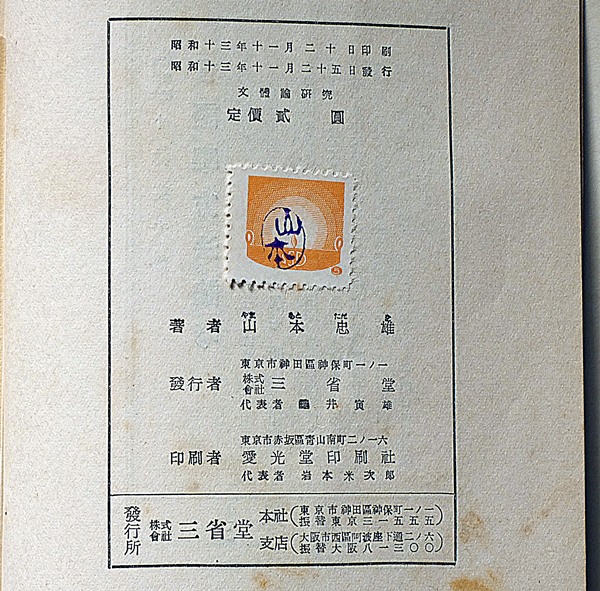 昭和十三年十一月二十日印刷
昭和十三年十一月二十五日發行
文體論研究
定價貳圓
山本
やま もと たゞ を
著者 山本忠雄
東京市神田區神保町一ノ一
發行者 株式會社 三省堂
代表者 龜井寅雄
東京市赤坂區靑山南町二ノ一六
印刷者 愛光堂印刷社
代表者 岩本米次郎
發行所 株式會社 三省堂
本社(東京市神田區神保町一ノ一
振替東京三一五五五)
支店(大阪市西區阿波座下通二ノ六
振替大阪八一三〇〇)